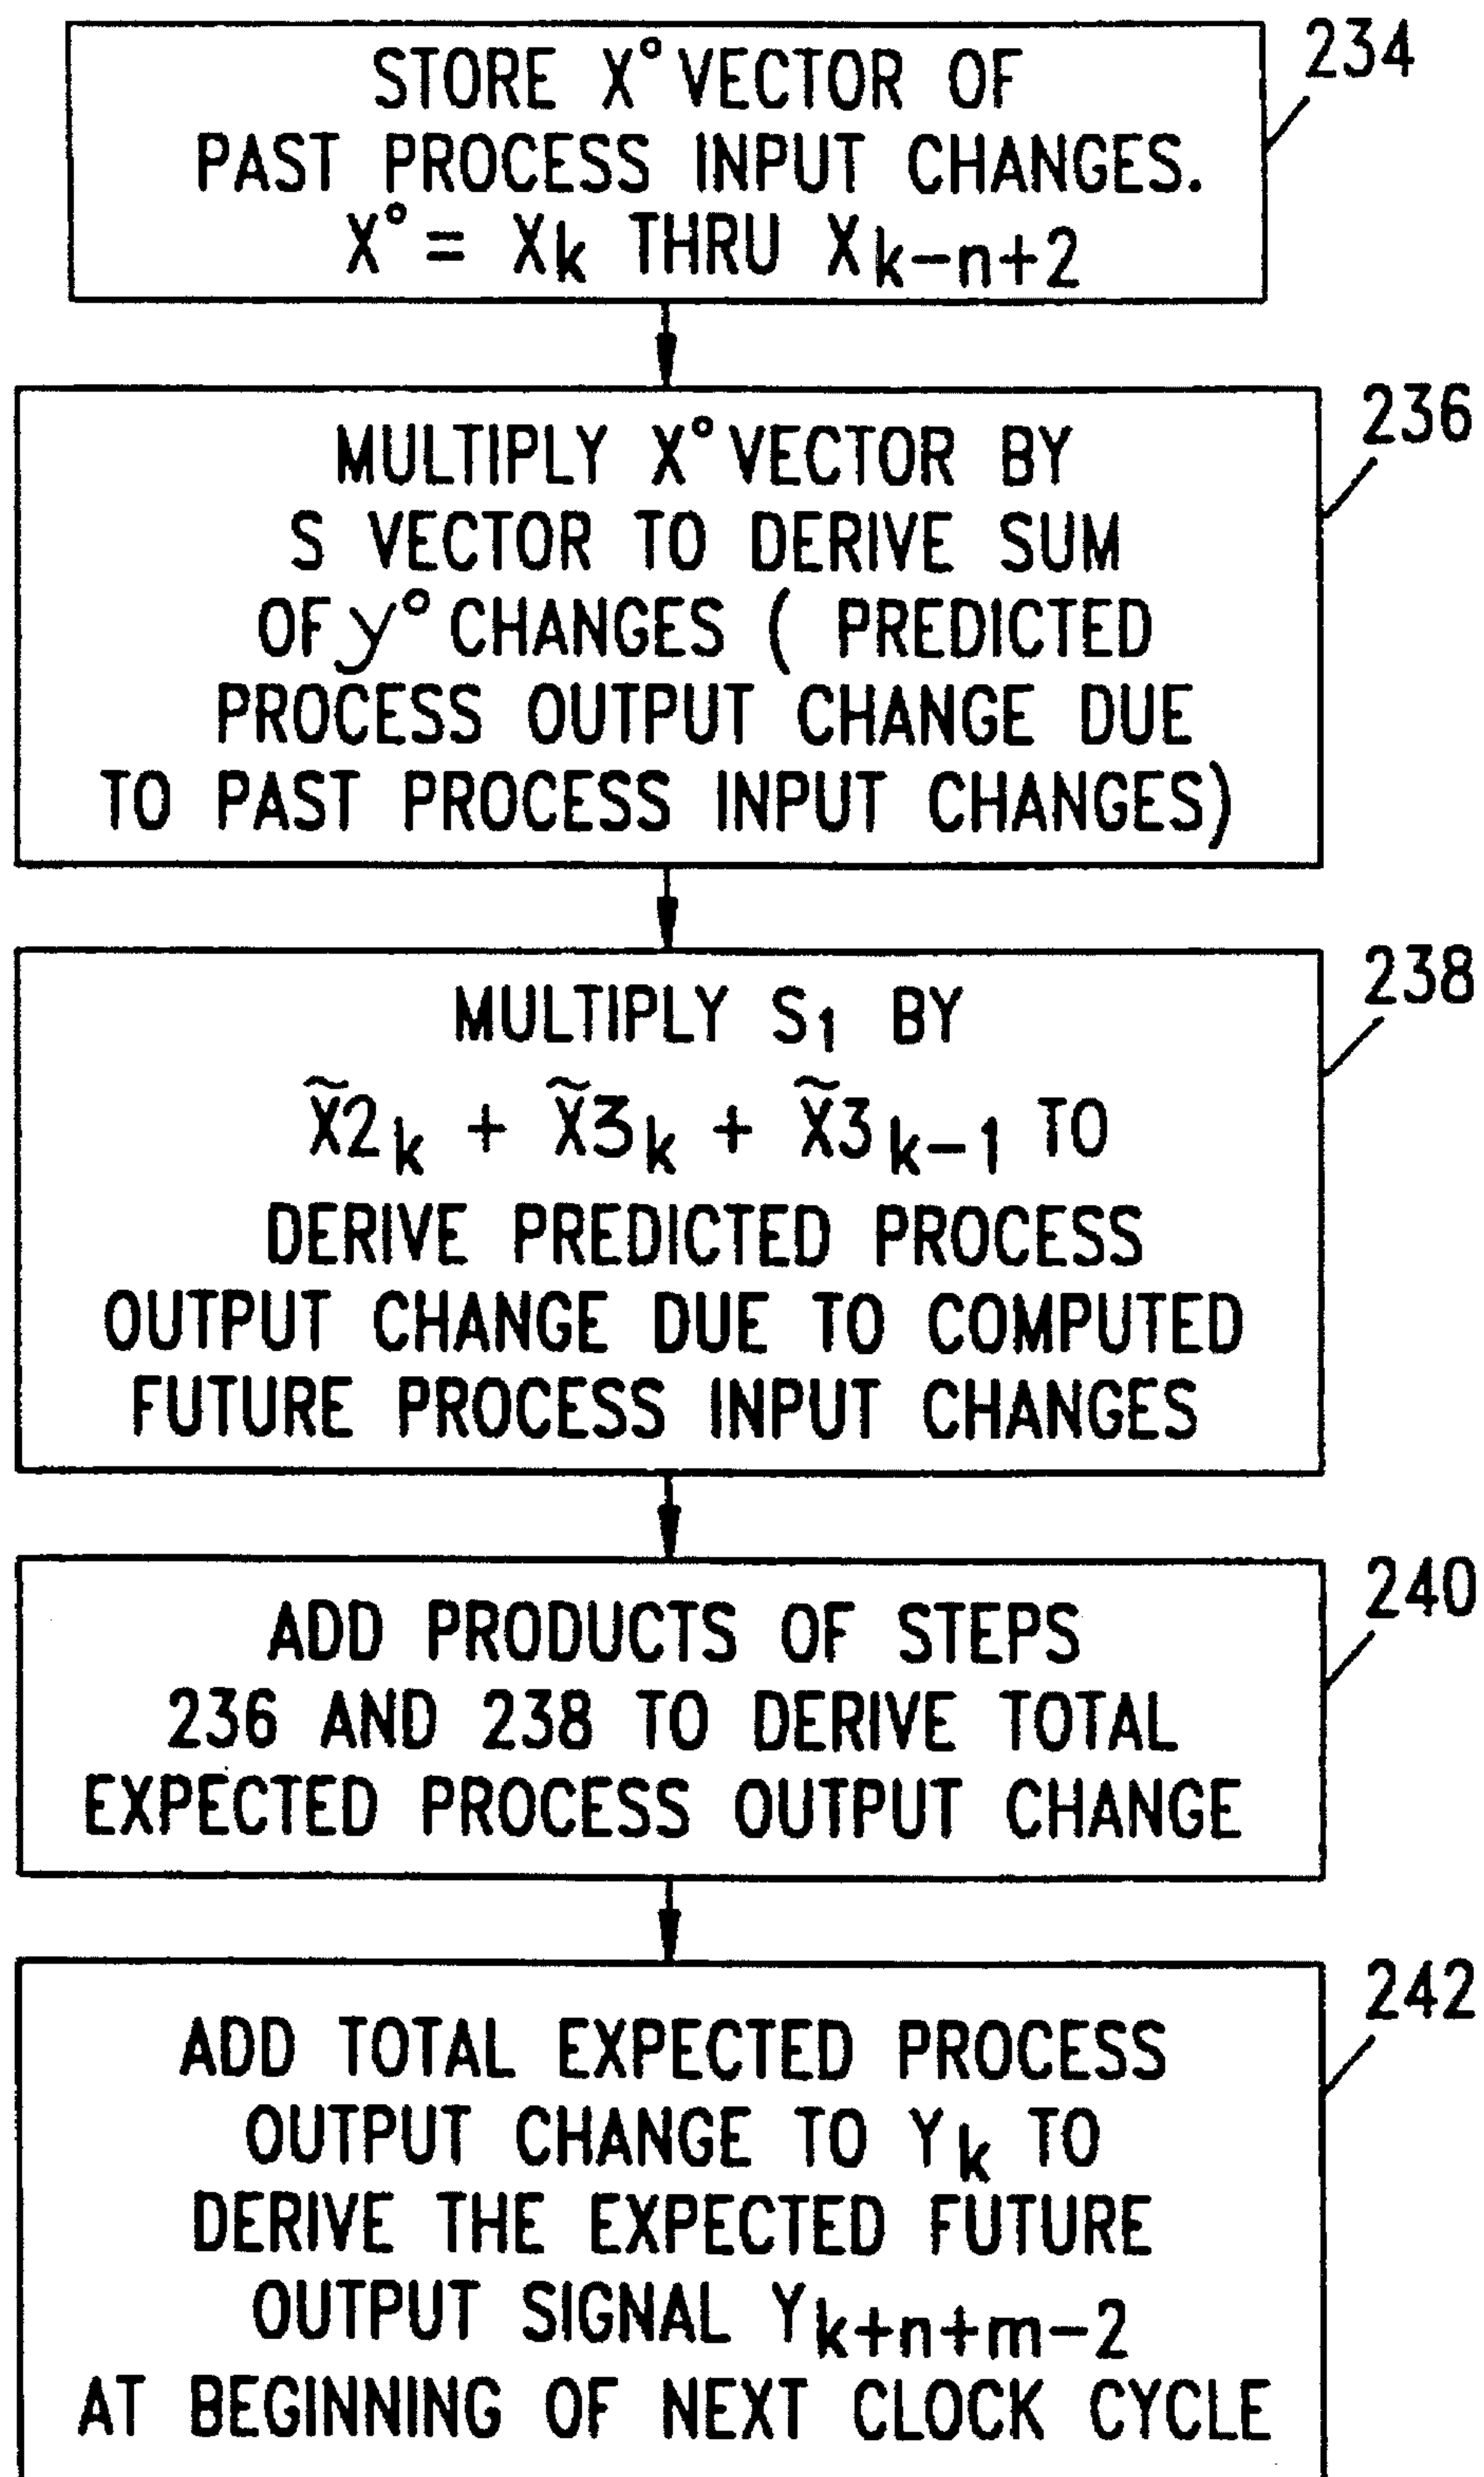 234
STORE X° VECTOR OF
PAST PROCESS INPUT CHANGES.
X° = Xk THRU Xk−n+2
236
MULTIPLY X° VECTOR BY
S VECTOR TO DERIVE SUM
OF y° CHANGES ( PREDICTED
PROCESS OUTPUT CHANGE DUE
TO PAST PROCESS INPUT CHANGES)
238
MULTIPLY S1 BY
X̃2k + X̃3k + X̃3k−1 TO
DERIVE PREDICTED PROCESS
OUTPUT CHANGE DUE TO COMPUTED
FUTURE PROCESS INPUT CHANGES
240
ADD PRODUCTS OF STEPS
236 AND 238 TO DERIVE TOTAL
EXPECTED PROCESS OUTPUT CHANGE
242
ADD TOTAL EXPECTED PROCESS
OUTPUT CHANGE TO Yk TO
DERIVE THE EXPECTED FUTURE
OUTPUT SIGNAL Yk+n+m−2
AT BEGINNING OF NEXT CLOCK CYCLE